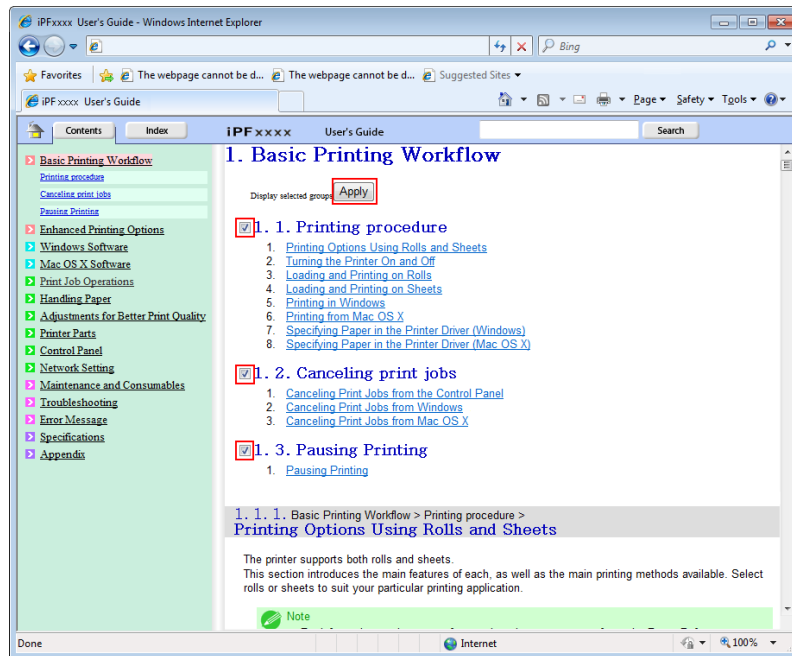 iPFxxxx User's Guide - Windows Internet Explorer
Bing
Favorites The webpage cannot be d... The webpage cannot be d... Suggested Sites
iPF xxxx User's Guide
Page Safety Tools
Contents Index iPFxxxx User's Guide Search
Basic Printing Workflow
Printing procedure
Canceling print jobs
Pausing Printing
Enhanced Printing Options
Windows Software
Mac OS X Software
Print Job Operations
Handling Paper
Adjustments for Better Print Quality
Printer Parts
Control Panel
Network Setting
Maintenance and Consumables
Troubleshooting
Error Message
Specifications
Appendix
1. Basic Printing Workflow
Display selected groups Apply
1. 1. Printing procedure
1. Printing Options Using Rolls and Sheets
2. Turning the Printer On and Off
3. Loading and Printing on Rolls
4. Loading and Printing on Sheets
5. Printing in Windows
6. Printing from Mac OS X
7. Specifying Paper in the Printer Driver (Windows)
8. Specifying Paper in the Printer Driver (Mac OS X)
1. 2. Canceling print jobs
1. Canceling Print Jobs from the Control Panel
2. Canceling Print Jobs from Windows
3. Canceling Print Jobs from Mac OS X
1. 3. Pausing Printing
1. Pausing Printing
1. 1. 1. Basic Printing Workflow > Printing procedure >
Printing Options Using Rolls and Sheets
The printer supports both rolls and sheets.
This section introduces the main features of each, as well as the main printing methods available. Select
rolls or sheets to suit your particular printing application.
Note
Done Internet 100%